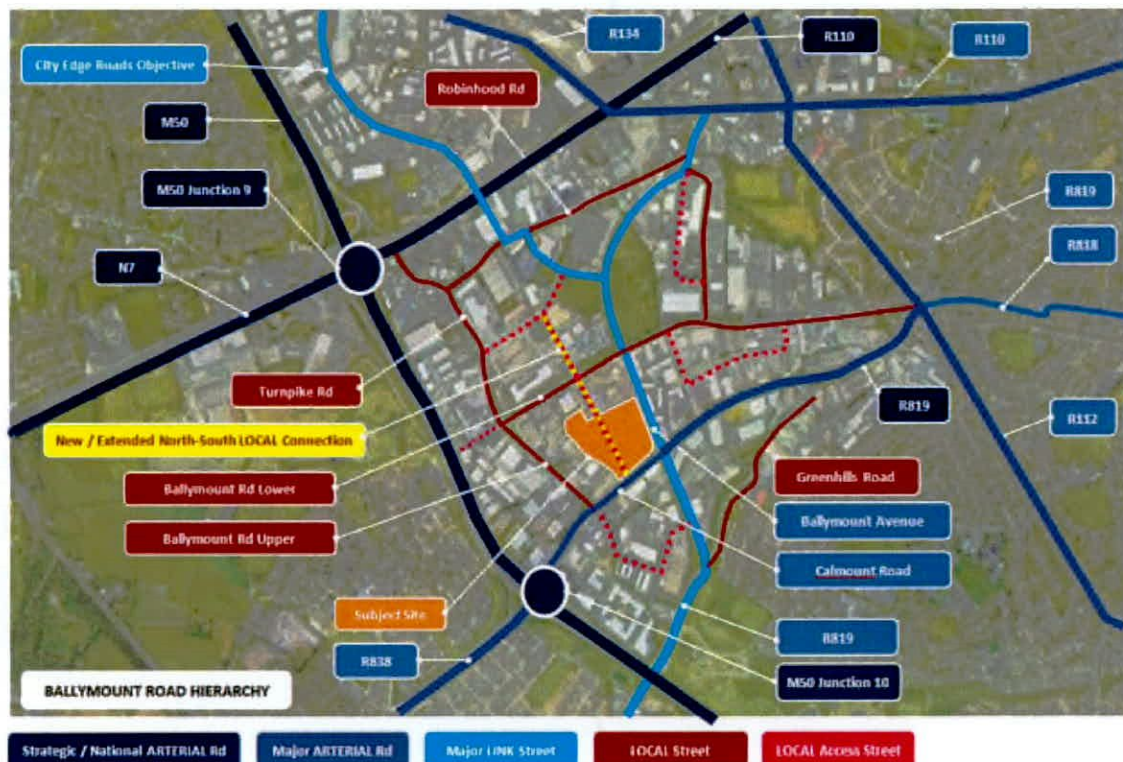 R134
R110
R110
City Edge Roads Objective
Robinhood Rd
M50
M50 Junction 9
R819
R818
N7
Turnpike Rd
R819
New / Extended North-South LOCAL Connection
R112
Ballymount Rd Lower
Greenhills Road
Ballymount Rd Upper
Ballymount Avenue
Calmount Road
Subject Site
R819
R838
M50 Junction 10
BALLYMOUNT ROAD HIERARCHY
Strategic / National ARTERIAL Rd
Major ARTERIAL Rd
Major LINK Street
LOCAL Street
LOCAL Access Street